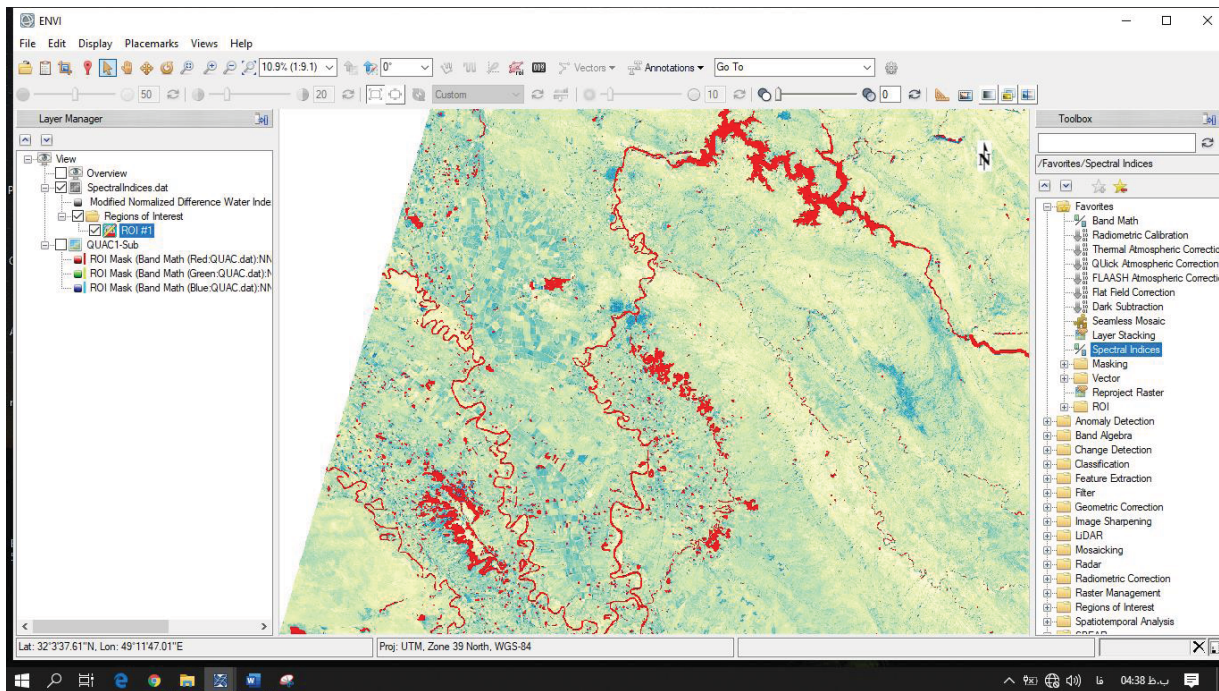 ENVI
File Edit Display Placemarks Views Help
10.9% (1:9.1) 0° Vectors Annotations Go To
50 20 Custom 10 0
Layer Manager
View
Overview
SpectralIndices.dat
Modified Normalized Difference Water Inde
Regions of Interest
ROI #1
QUAC1-Sub
ROI Mask (Band Math (Red:QUAC.dat):NN
ROI Mask (Band Math (Green:QUAC.dat):N
ROI Mask (Band Math (Blue:QUAC.dat):NN
N
Toolbox
/Favorites/Spectral Indices
Favorites
Band Math
Radiometric Calibration
Thermal Atmospheric Correctic
QUick Atmospheric Correction
FLAASH Atmospheric Correcti
Flat Field Correction
Dark Subtraction
Seamless Mosaic
Layer Stacking
Spectral Indices
Masking
Vector
Reproject Raster
ROI
Anomaly Detection
Band Algebra
Change Detection
Classification
Feature Extraction
Filter
Geometric Correction
Image Sharpening
LiDAR
Mosaicking
Radar
Radiometric Correction
Raster Management
Regions of Interest
Spatiotemporal Analysis
Lat: 32°3'37.61"N, Lon: 49°11'47.01"E
Proj: UTM, Zone 39 North, WGS-84
فا
04:38 ب.ظ